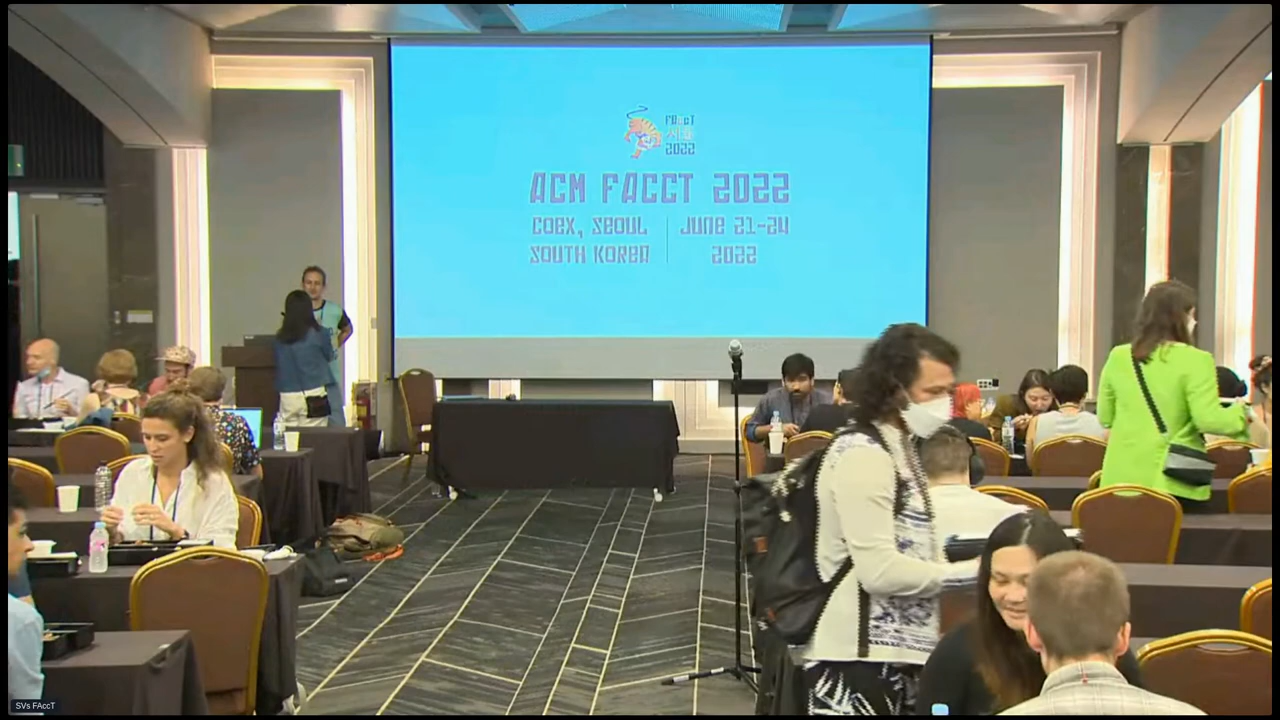 FAccT
서울
2022
ACM FACCT 2022
COEX, SEOUL
SOUTH KOREA
JUNE 21-24
2022
SVs FAccT